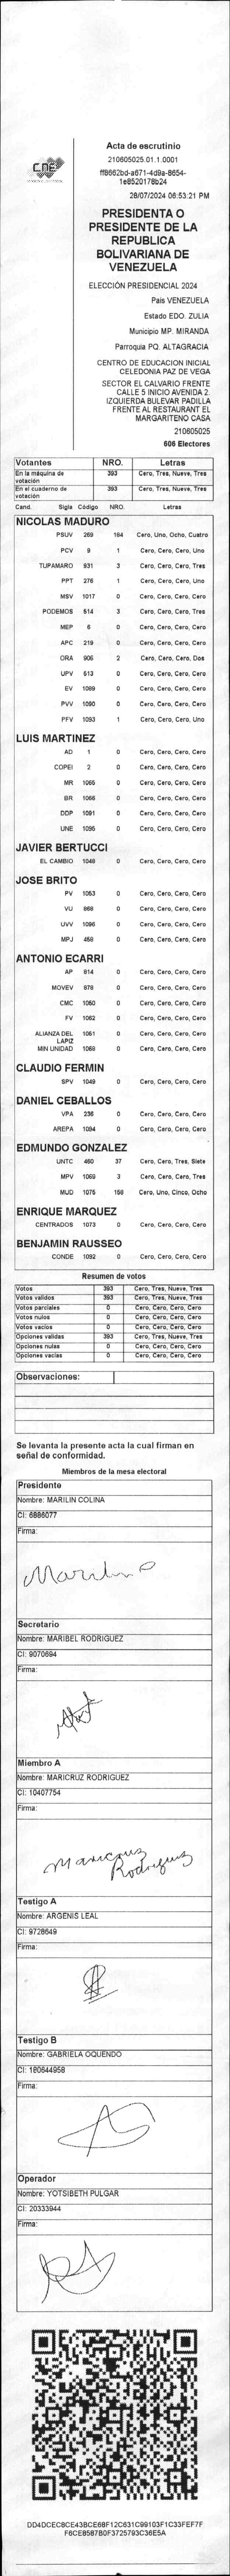 CNE
Acta de escrutinio
210605025.01.1.0001
ff8662bd-a671-4d9a-8654-
1e8520178b24
28/07/2024 06:53:21 PM
PRESIDENTA O
PRESIDENTE DE LA
REPUBLICA
BOLIVARIANA DE
VENEZUELA
ELECCIÓN PRESIDENCIAL 2024
País VENEZUELA
Estado EDO. ZULIA
Municipio MP. MIRANDA
Parroquia PQ. ALTAGRACIA
CENTRO DE EDUCACION INICIAL
CELEDONIA PAZ DE VEGA
SECTOR EL CALVARIO FRENTE
CALLE 5 INICIO AVENIDA 2.
IZQUIERDA BULEVAR PADILLA
FRENTE AL RESTAURANT EL
MARGARITENO CASA
210605025
606 Electores
Votantes NRO. Letras
En la máquina de votación 393 Cero, Tres, Nueve, Tres
En el cuaderno de votación 393 Cero, Tres, Nueve, Tres
Cand. Sigla Código NRO. Letras
NICOLAS MADURO
PSUV 269 184 Cero, Uno, Ocho, Cuatro
PCV 9 1 Cero, Cero, Cero, Uno
TUPAMARO 931 3 Cero, Cero, Cero, Tres
PPT 276 1 Cero, Cero, Cero, Uno
MSV 1017 0 Cero, Cero, Cero, Cero
PODEMOS 514 3 Cero, Cero, Cero, Tres
MEP 6 0 Cero, Cero, Cero, Cero
APC 219 0 Cero, Cero, Cero, Cero
ORA 906 2 Cero, Cero, Cero, Dos
UPV 513 0 Cero, Cero, Cero, Cero
EV 1099 0 Cero, Cero, Cero, Cero
PVV 1090 0 Cero, Cero, Cero, Cero
PFV 1093 1 Cero, Cero, Cero, Uno
LUIS MARTINEZ
AD 1 0 Cero, Cero, Cero, Cero
COPEI 2 0 Cero, Cero, Cero, Cero
MR 1065 0 Cero, Cero, Cero, Cero
BR 1066 0 Cero, Cero, Cero, Cero
DDP 1091 0 Cero, Cero, Cero, Cero
UNE 1095 0 Cero, Cero, Cero, Cero
JAVIER BERTUCCI
EL CAMBIO 1048 0 Cero, Cero, Cero, Cero
JOSE BRITO
PV 1053 0 Cero, Cero, Cero, Cero
VU 868 0 Cero, Cero, Cero, Cero
UVV 1096 0 Cero, Cero, Cero, Cero
MPJ 458 0 Cero, Cero, Cero, Cero
ANTONIO ECARRI
AP 814 0 Cero, Cero, Cero, Cero
MOVEV 878 0 Cero, Cero, Cero, Cero
CMC 1050 0 Cero, Cero, Cero, Cero
FV 1052 0 Cero, Cero, Cero, Cero
ALIANZA DEL LAPIZ 1051 0 Cero, Cero, Cero, Cero
MIN UNIDAD 1068 0 Cero, Cero, Cero, Cero
CLAUDIO FERMIN
SPV 1049 0 Cero, Cero, Cero, Cero
DANIEL CEBALLOS
VPA 236 0 Cero, Cero, Cero, Cero
AREPA 1094 0 Cero, Cero, Cero, Cero
EDMUNDO GONZALEZ
UNTC 460 37 Cero, Cero, Tres, Siete
MPV 1069 3 Cero, Cero, Cero, Tres
MUD 1075 158 Cero, Uno, Cinco, Ocho
ENRIQUE MARQUEZ
CENTRADOS 1073 0 Cero, Cero, Cero, Cero
BENJAMIN RAUSSEO
CONDE 1092 0 Cero, Cero, Cero, Cero
Resumen de votos
Votos 393 Cero, Tres, Nueve, Tres
Votos validos 393 Cero, Tres, Nueve, Tres
Votos parciales 0 Cero, Cero, Cero, Cero
Votos nulos 0 Cero, Cero, Cero, Cero
Votos vacios 0 Cero, Cero, Cero, Cero
Opciones validas 393 Cero, Tres, Nueve, Tres
Opciones nulas 0 Cero, Cero, Cero, Cero
Opciones vacias 0 Cero, Cero, Cero, Cero
Observaciones:
Se levanta la presente acta la cual firman en
señal de conformidad.
Miembros de la mesa electoral
Presidente
Nombre: MARILIN COLINA
CI: 6886077
Firma:
Secretario
Nombre: MARIBEL RODRIGUEZ
CI: 9070694
Firma:
Miembro A
Nombre: MARICRUZ RODRIGUEZ
CI: 10407754
Firma:
Maricruz
Rodriguez
Testigo A
Nombre: ARGENIS LEAL
CI: 9728649
Firma:
Testigo B
Nombre: GABRIELA OQUENDO
CI: 180644958
Firma:
Operador
Nombre: YOTSIBETH PULGAR
CI: 20333944
Firma:
DD4DCEC8CE43BCE68F12C631C99103F1C33FEF7F
F6CE8587B0F3725793C36E5A